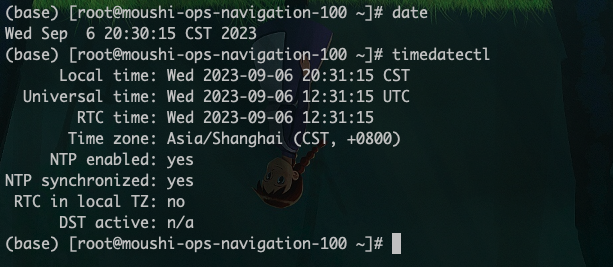 (base) [root@moushi-ops-navigation-100 ~]# date
Wed Sep  6 20:30:15 CST 2023
(base) [root@moushi-ops-navigation-100 ~]# timedatectl
      Local time: Wed 2023-09-06 20:31:15 CST
  Universal time: Wed 2023-09-06 12:31:15 UTC
        RTC time: Wed 2023-09-06 12:31:15
       Time zone: Asia/Shanghai (CST, +0800)
     NTP enabled: yes
NTP synchronized: yes
 RTC in local TZ: no
      DST active: n/a
(base) [root@moushi-ops-navigation-100 ~]#